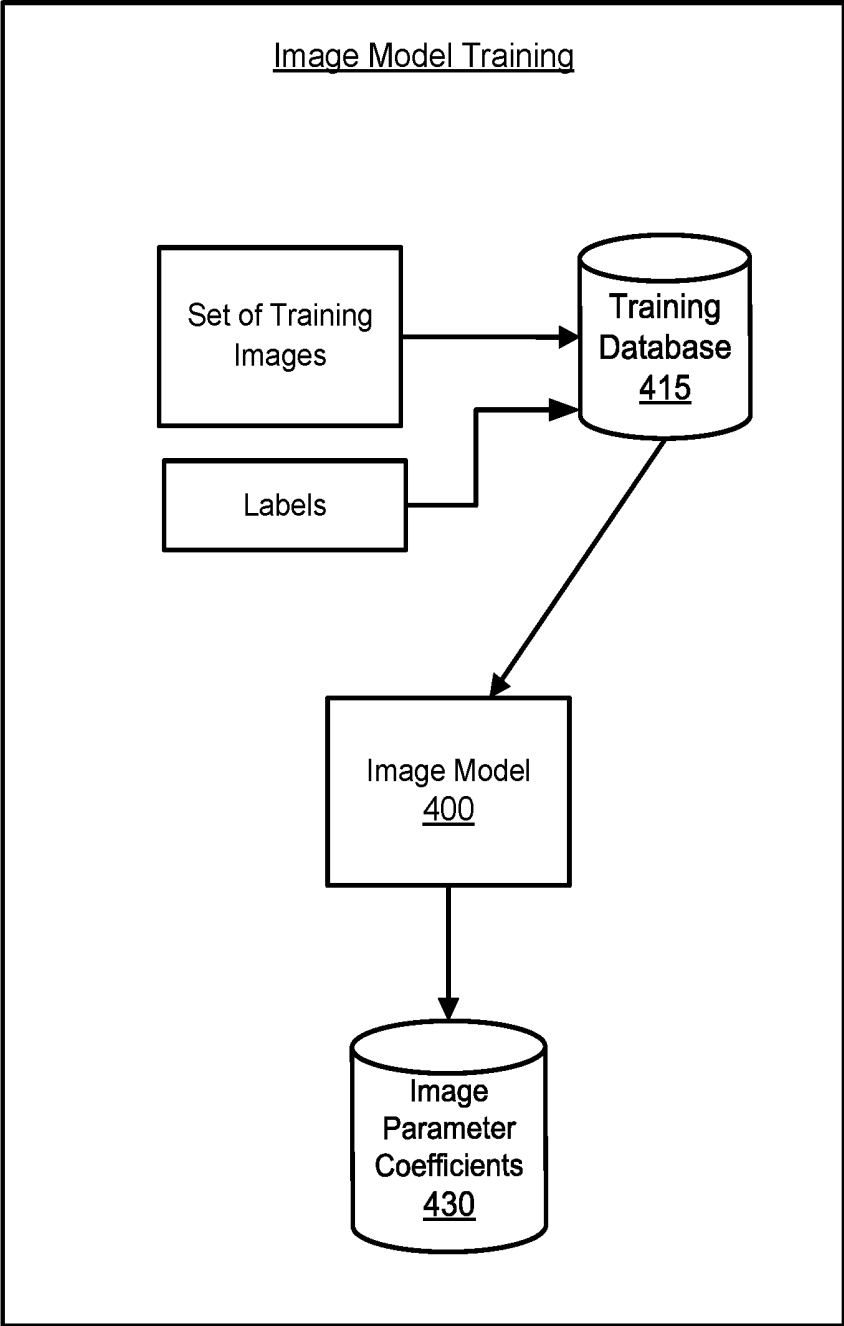 Image Model Training
Set of Training
Images
Training
Database
415
Labels
Image Model
400
Image
Parameter
Coefficients
430